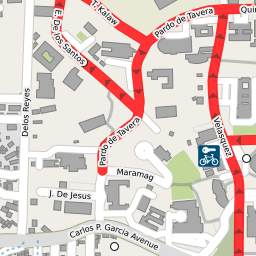 T. Kalaw
Qui
Pardo de Tavera
E. De los Santos
Delos Reyes
Pardo de Tavera
Velasquez
Maramag
J. De Jesus
Carlos P. Garcia Avenue